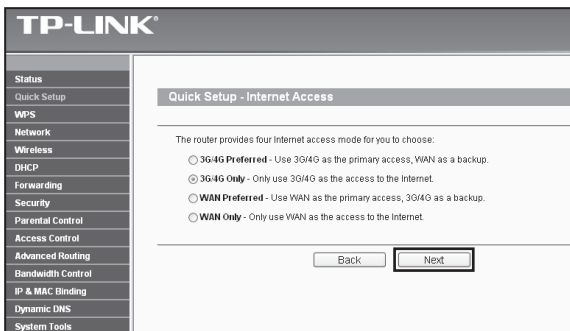 TP-LINK®
Status
Quick Setup
WPS
Network
Wireless
DHCP
Forwarding
Security
Parental Control
Access Control
Advanced Routing
Bandwidth Control
IP & MAC Binding
Dynamic DNS
System Tools
Quick Setup - Internet Access
The router provides four Internet access mode for you to choose:
3G/4G Preferred - Use 3G/4G as the primary access, WAN as a backup.
3G/4G Only - Only use 3G/4G as the access to the Internet.
WAN Preferred - Use WAN as the primary access, 3G/4G as a backup.
WAN Only - Only use WAN as the access to the Internet.
Back Next